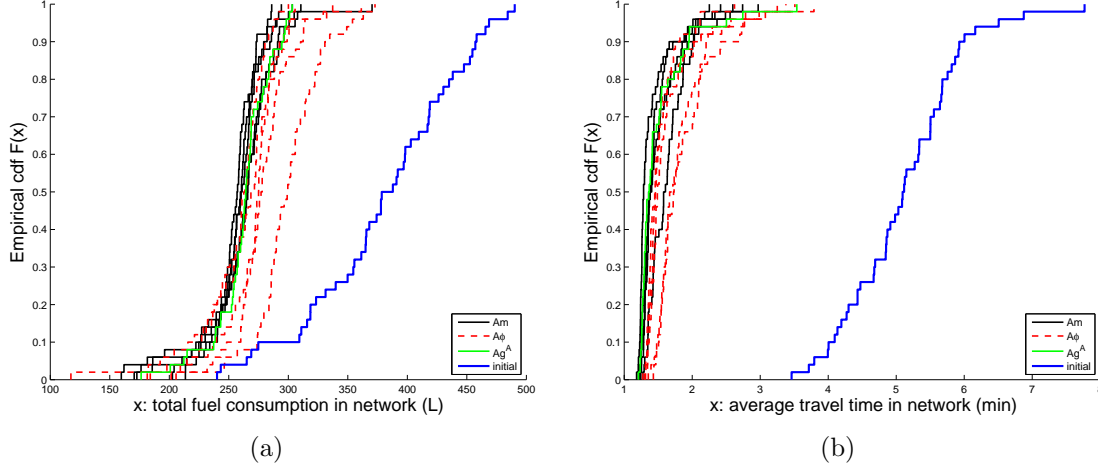 1
0.9
0.8
0.7
0.6
0.5
0.4
0.3
0.2
0.1
0
Empirical cdf F(x)
100 150 200 250 300 350 400 450 500
x: total fuel consumption in network (L)
Am
Aϕ
Ag^A
initial
(a)
1
0.9
0.8
0.7
0.6
0.5
0.4
0.3
0.2
0.1
0
Empirical cdf F(x)
1 2 3 4 5 6 7 8
x: average travel time in network (min)
Am
Aϕ
Ag^A
initial
(b)